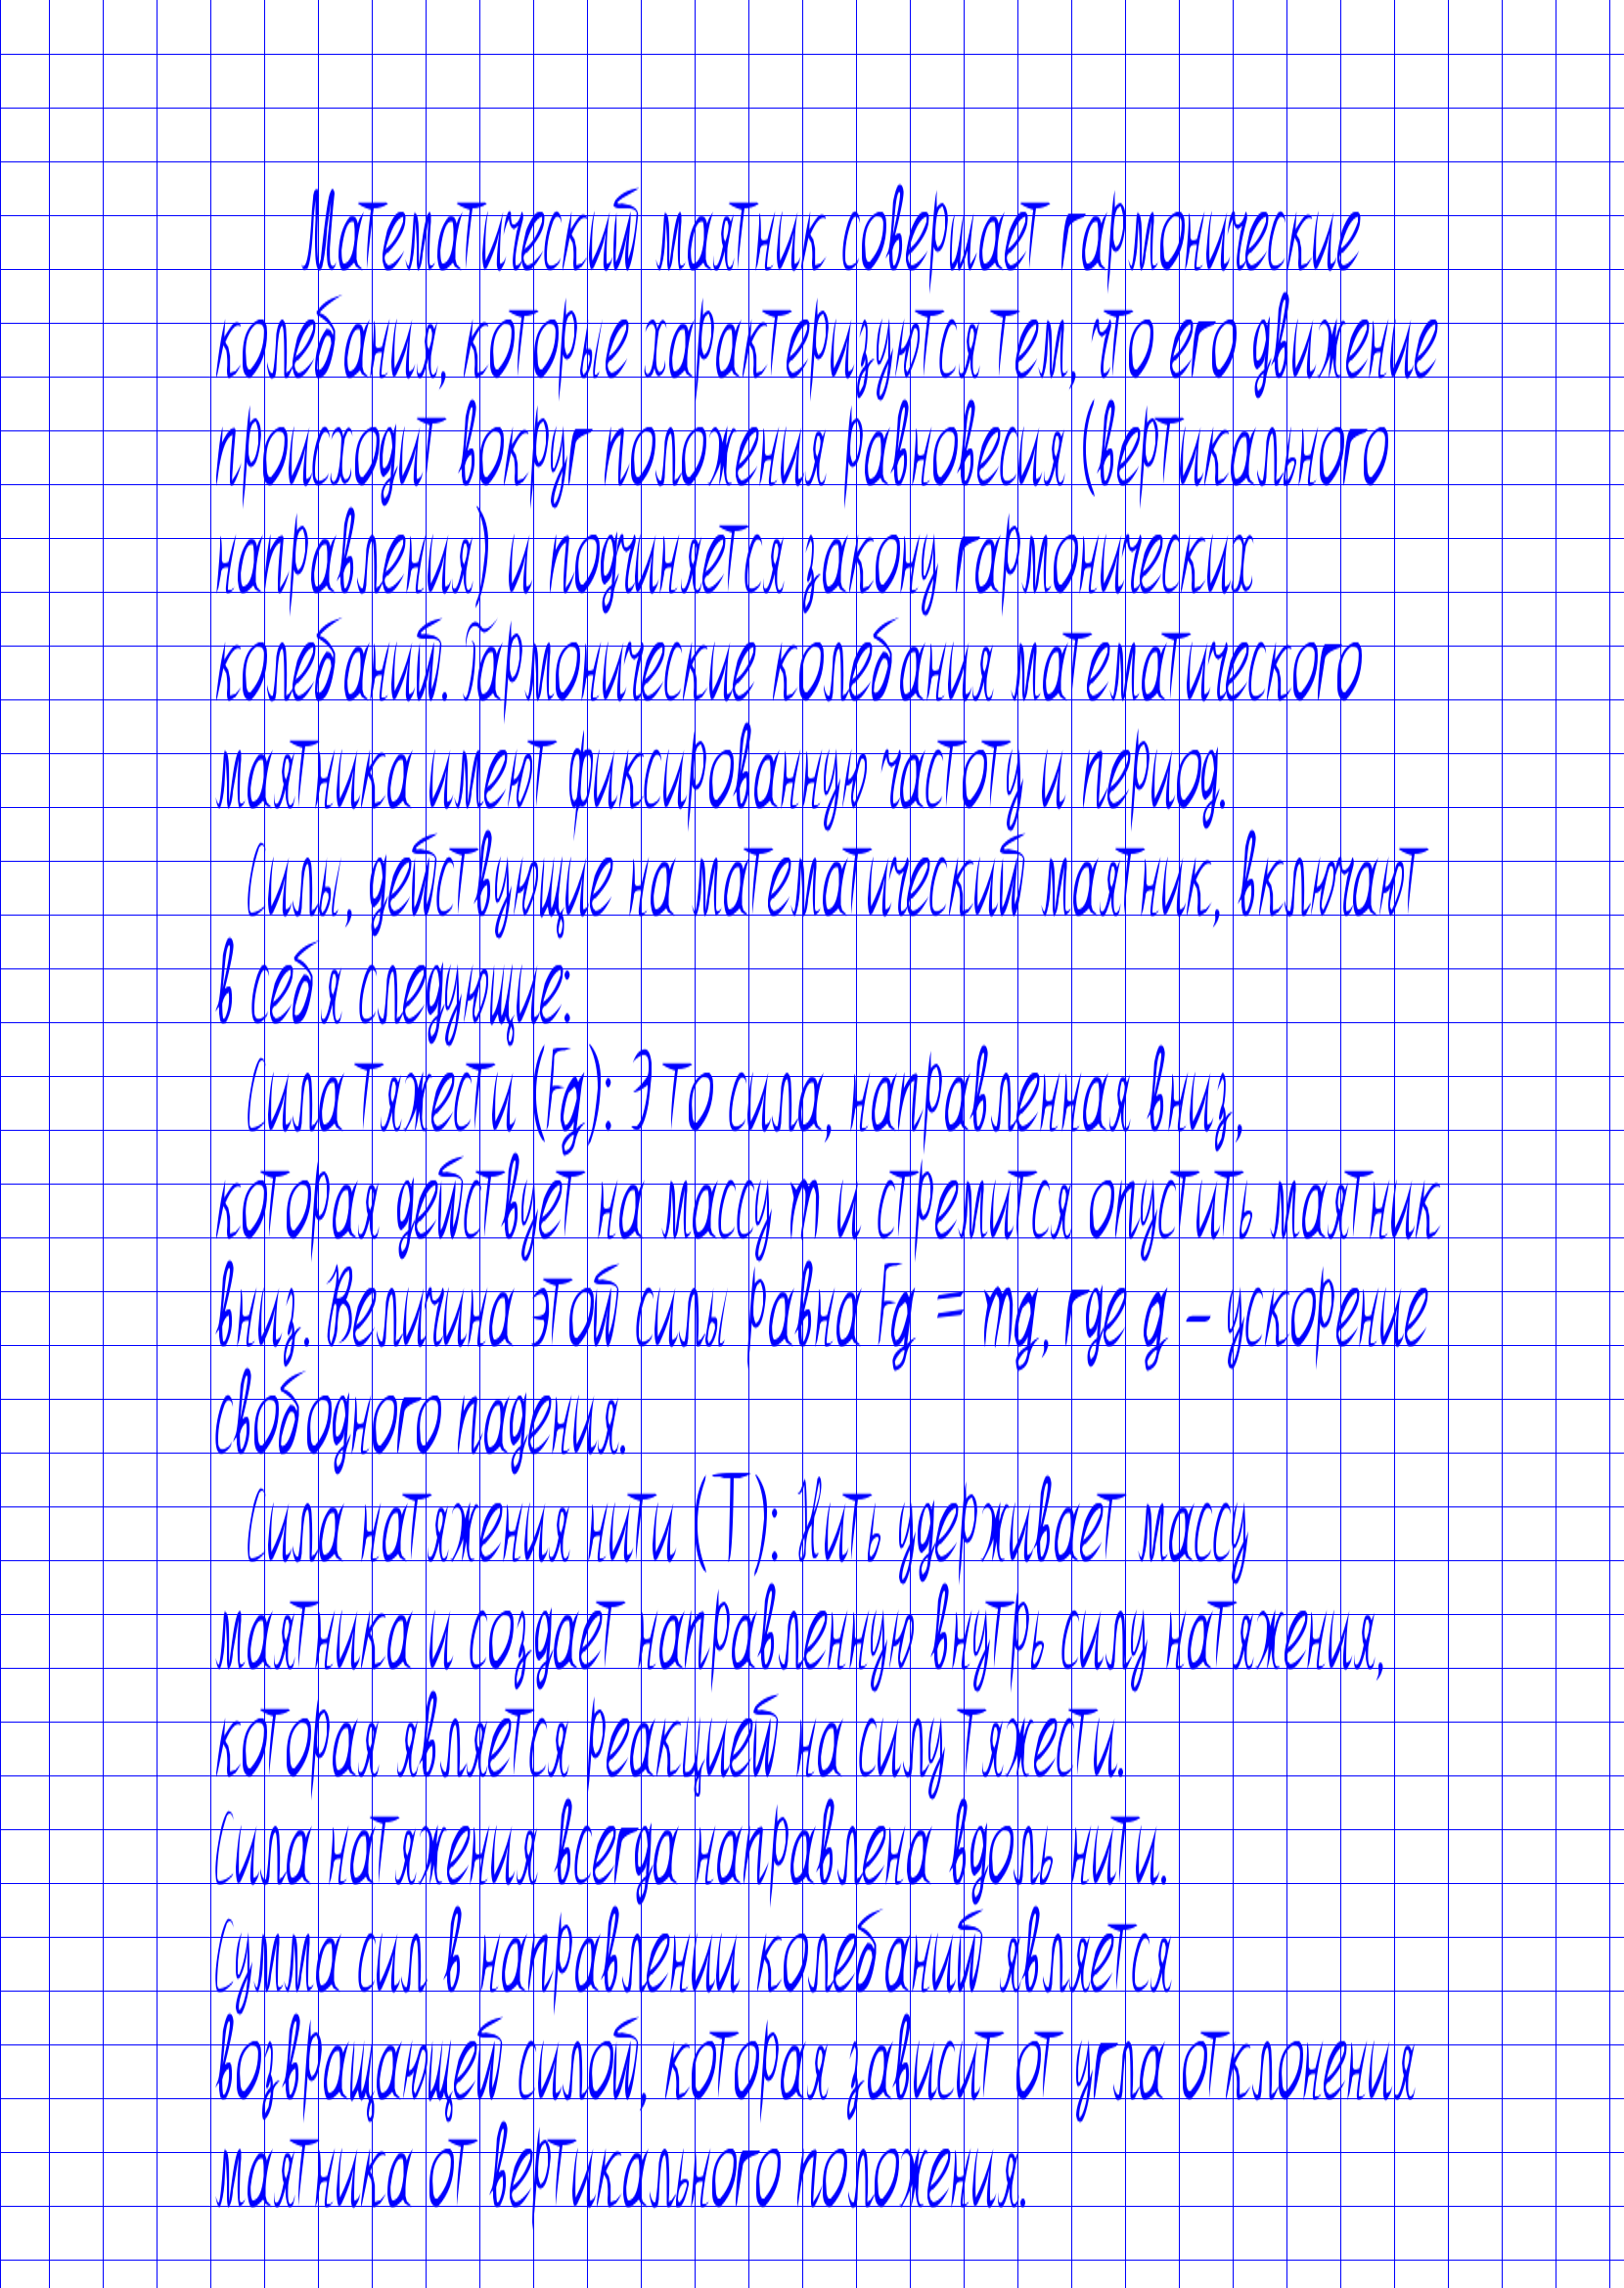 Математический маятник совершает гармонические
колебания, которые характеризуются тем, что его движение
происходит вокруг положения равновесия (вертикального
направления) и подчиняется закону гармонических
колебаний. Гармонические колебания математического
маятника имеют фиксированную частоту и период.
Силы, действующие на математический маятник, включают
в себя следующие:
Сила тяжести (Fg): Это сила, направленная вниз,
которая действует на массу m и стремится опустить маятник
вниз. Величина этой силы равна Fg = mg, где g - ускорение
свободного падения.
Сила натяжения нити (T): Нить удерживает массу
маятника и создает направленную внутрь силу натяжения,
которая является реакцией на силу тяжести.
Сила натяжения всегда направлена вдоль нити.
Сумма сил в направлении колебаний является
возвращающей силой, которая зависит от угла отклонения
маятника от вертикального положения.